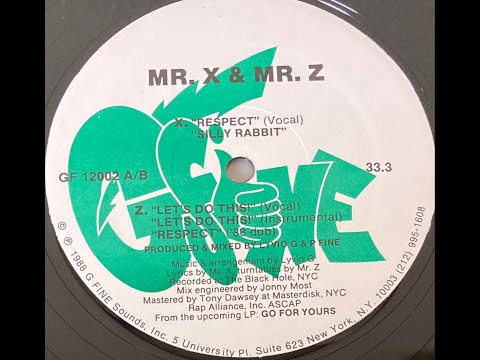 MR. X & MR. Z
X. "RESPECT" (Vocal)
"SILLY RABBIT"
GF 12002 A/B
33.3
G FINE
Z. "LET'S DO THIS!" (Vocal)
"LET'S DO THIS!" (Instrumental)
"RESPECT" ('88 dub)
PRODUCED & MIXED BY LYVIO G & P FINE
Music & arrangement by Lyvio G
Lyrics by Mr. X, turntables by Mr. Z
Recorded at The Black Hole, NYC
Mix engineered by Jonny Most
Mastered by Tony Dawsey at Masterdisk, NYC
Rap Alliance, Inc. ASCAP
From the upcoming LP: GO FOR YOURS
© ℗ 1988 G FINE Sounds, Inc. 5 University Pl. Suite 623 New York, N.Y. 10003 (212) 995-1608